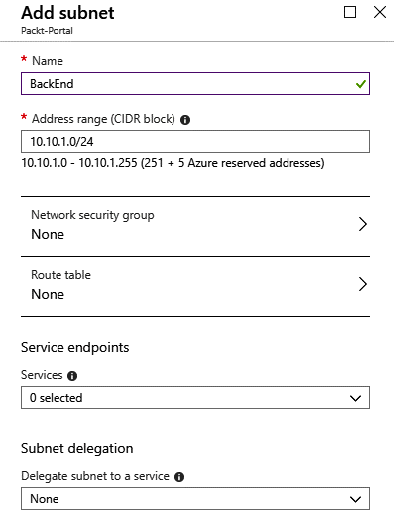 Add subnet
Packt-Portal
* Name
BackEnd
* Address range (CIDR block)
10.10.1.0/24
10.10.1.0 - 10.10.1.255 (251 + 5 Azure reserved addresses)
Network security group
None
Route table
None
Service endpoints
Services
0 selected
Subnet delegation
Delegate subnet to a service
None